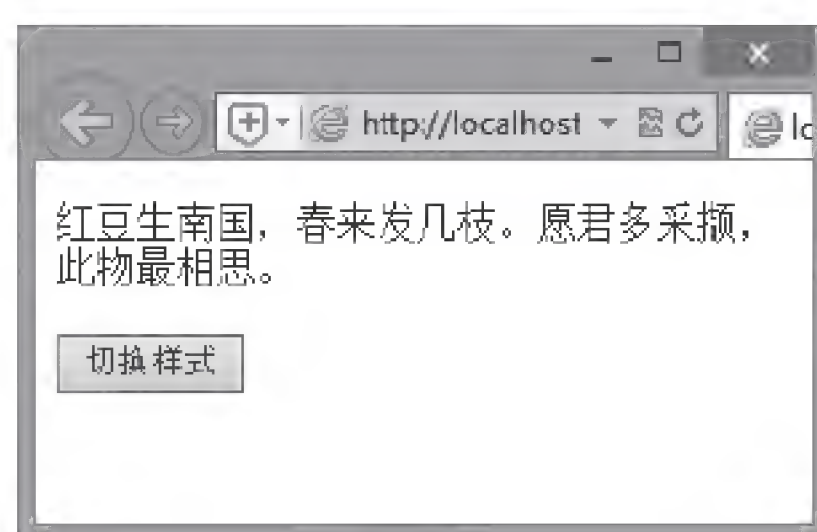 http://localhost
lc
红豆生南国，春来发几枝。愿君多采撷，
此物最相思。
切换样式